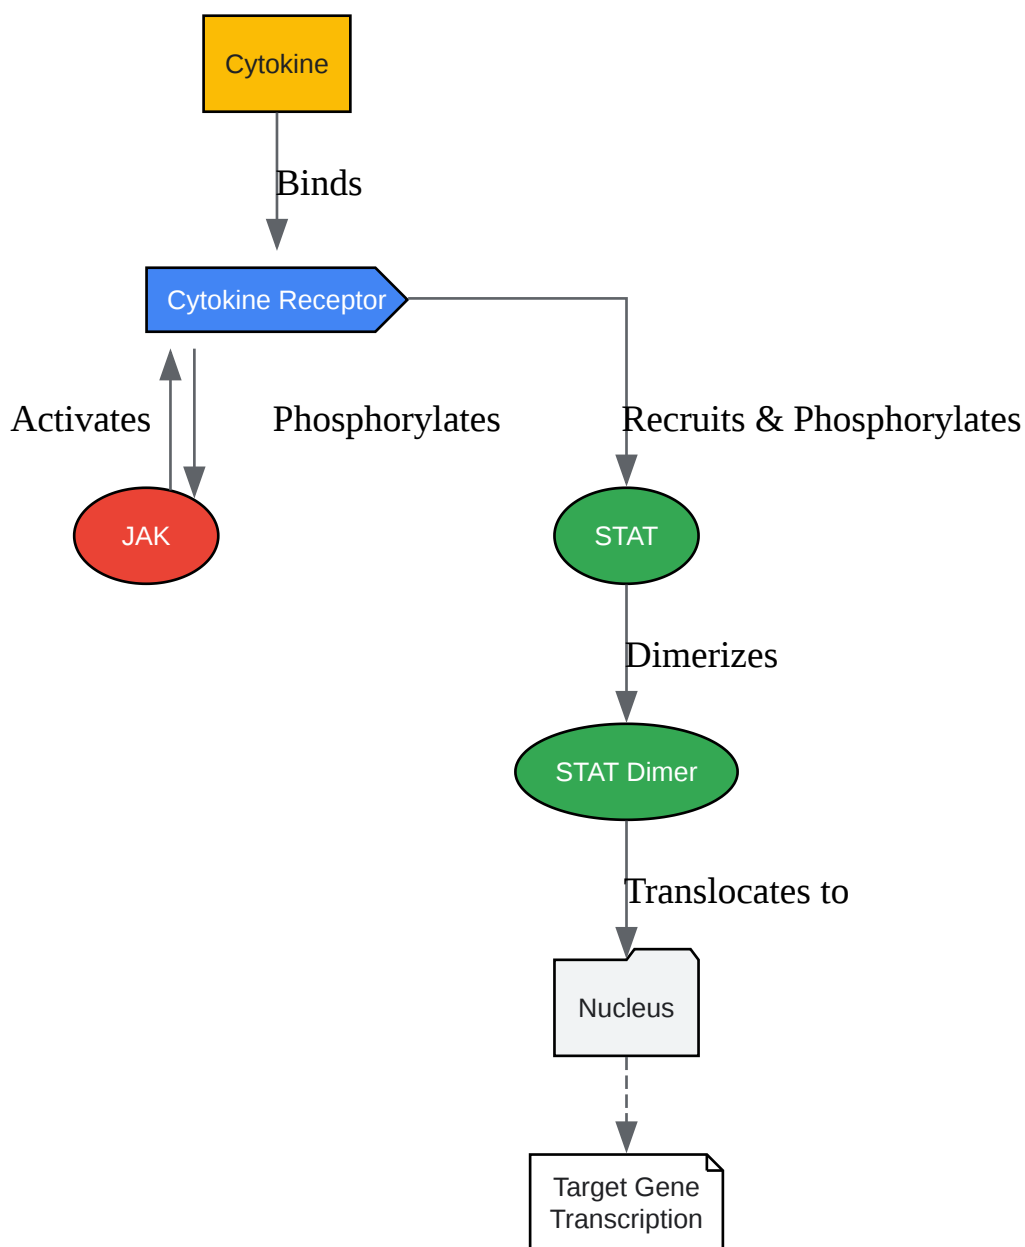 Cytokine
Binds
Cytokine Receptor
Activates
Phosphorylates
Recruits & Phosphorylates
JAK
STAT
Dimerizes
STAT Dimer
Translocates to
Nucleus
Target Gene
Transcription